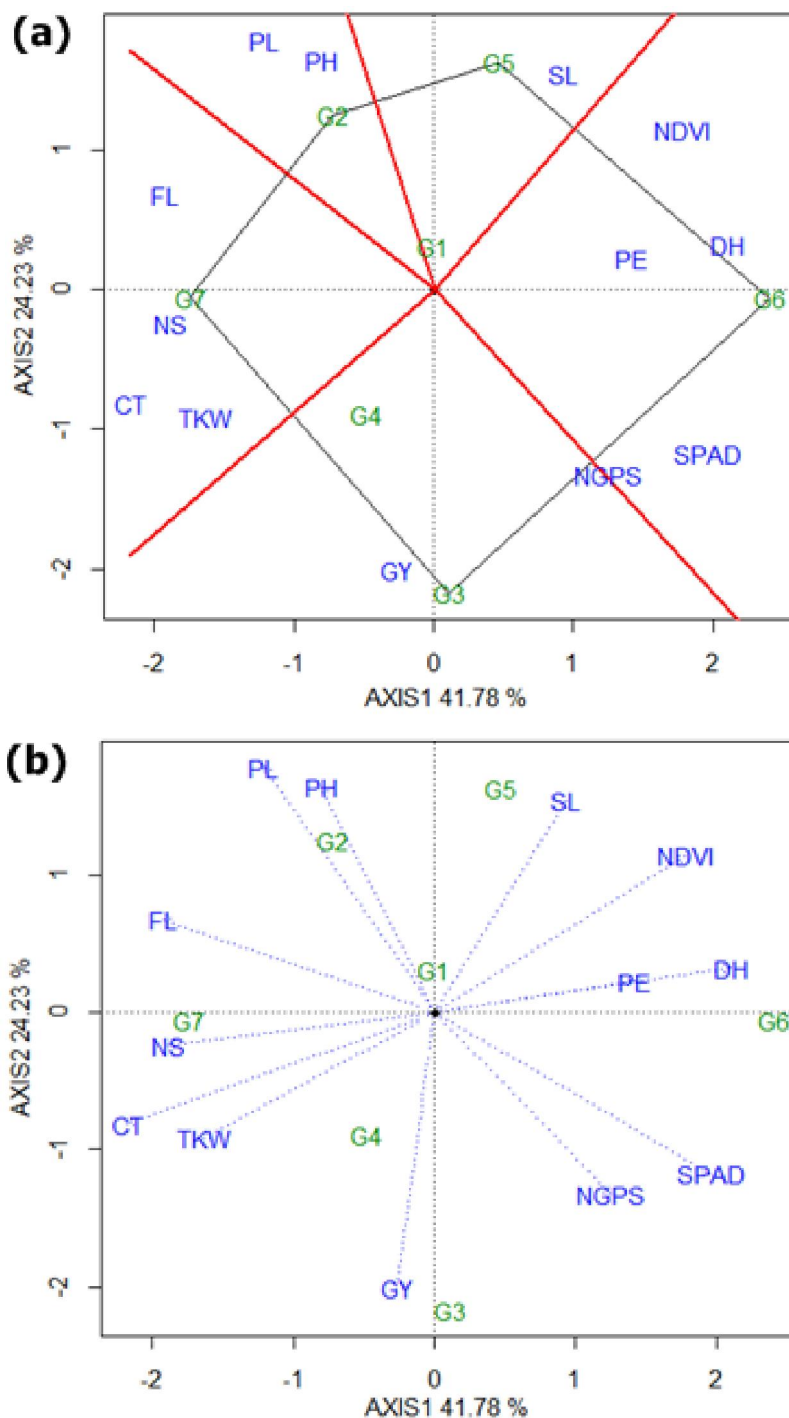 (a)
PL
PH
G5
SL
G2
NDVI
1
FL
G1
PE
DH
0
G7
G6
NS
CT
TKW
G4
-1
SPAD
NGPS
GY
G3
-2
AXIS2 24.23 %
-2 -1 0 1 2
AXIS1 41.78 %
(b)
PL
PH
G5
SL
G2
NDVI
1
FL
G1
PE
DH
0
G7
G6
NS
CT
TKW
G4
-1
SPAD
NGPS
GY
G3
-2
AXIS2 24.23 %
-2 -1 0 1 2
AXIS1 41.78 %